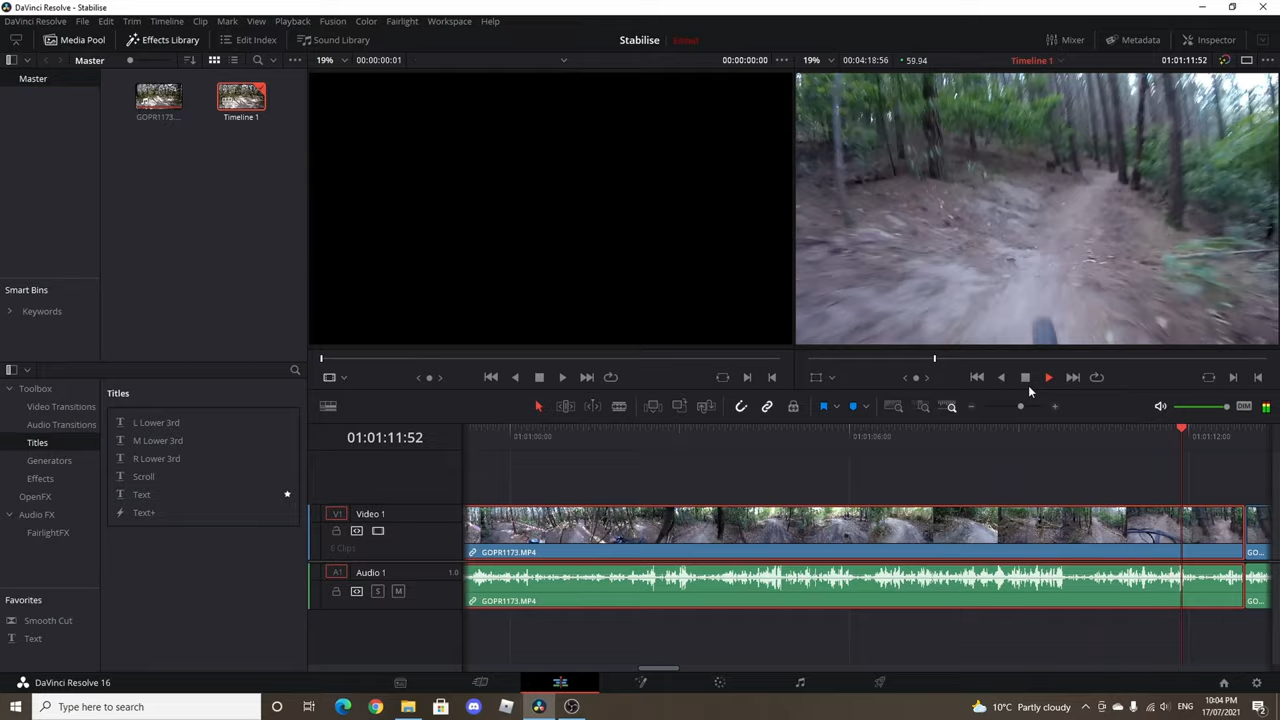 DaVinci Resolve - Stabilise
DaVinci Resolve File Edit Trim Timeline Clip Mark View Playback Fusion Color Fairlight Workspace Help
Media Pool Effects Library Edit Index Sound Library Stabilise Edited Mixer Metadata Inspector
Master 19% 00:00:00:01 00:00:00:00 19% 00:04:18:56 59.94 Timeline 1 01:01:11:52
Master
GOPR1173.... Timeline 1
Smart Bins
Keywords
Toolbox
Video Transitions
Audio Transitions
Titles
Generators
Effects
OpenFX
Audio FX
FairlightFX
Favorites
Smooth Cut
Text
Titles
L Lower 3rd
M Lower 3rd
R Lower 3rd
Scroll
Text
Text+
DIM
01:01:11:52 01:01:00:00 01:01:06:00 01:01:12:00
V1 Video 1
6 Clips
GOPR1173.MP4 GO...
A1 Audio 1 1.0
S M
GOPR1173.MP4 GO...
DaVinci Resolve 16
Type here to search 10°C Partly cloudy ENG 10:04 PM
17/07/2021 2